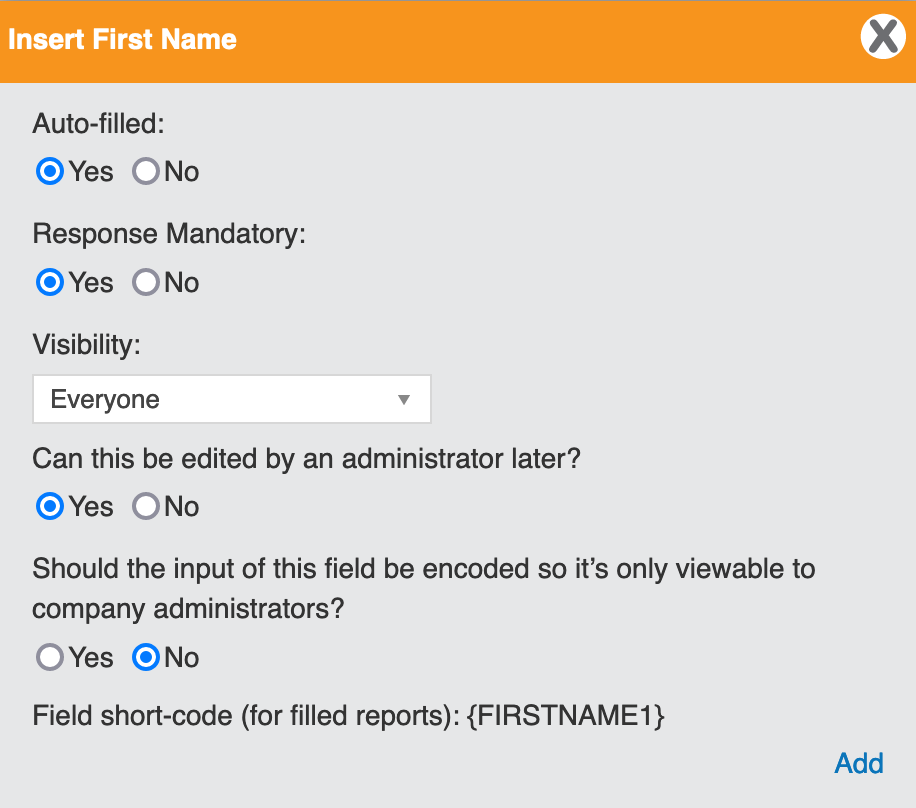 Insert First Name
X
Auto-filled:
Yes No
Response Mandatory:
Yes No
Visibility:
Everyone
Can this be edited by an administrator later?
Yes No
Should the input of this field be encoded so it’s only viewable to
company administrators?
Yes No
Field short-code (for filled reports): {FIRSTNAME1}
Add